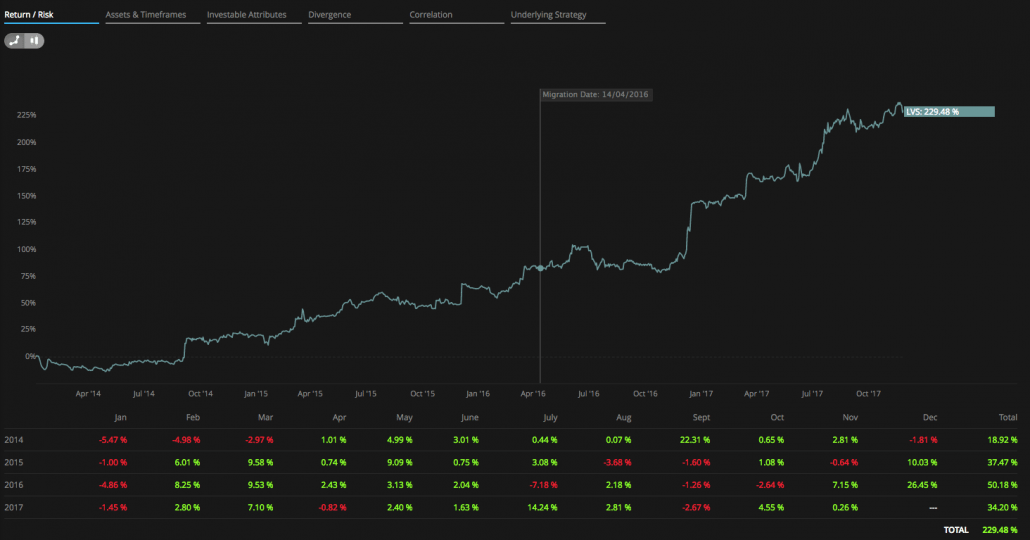 Return / Risk Assets & Timeframes Investable Attributes Divergence Correlation Underlying Strategy
Migration Date: 14/04/2016
225%
LVS: 229.48 %
200%
175%
150%
125%
100%
75%
50%
25%
0%
Apr '14 Jul '14 Oct '14 Jan '15 Apr '15 Jul '15 Oct '15 Jan '16 Apr '16 Jul '16 Oct '16 Jan '17 Apr '17 Jul '17 Oct '17
Jan Feb Mar Apr May June July Aug Sept Oct Nov Dec Total
2014 -5.47 % -4.98 % -2.97 % 1.01 % 4.99 % 3.01 % 0.44 % 0.07 % 22.31 % 0.65 % 2.81 % -1.81 % 18.92 %
2015 -1.00 % 6.01 % 9.58 % 0.74 % 9.09 % 0.75 % 3.08 % -3.68 % -1.60 % 1.08 % -0.64 % 10.03 % 37.47 %
2016 -4.86 % 8.25 % 9.53 % 2.43 % 3.13 % 2.04 % -7.18 % 2.18 % -1.26 % -2.64 % 7.15 % 26.45 % 50.18 %
2017 -1.45 % 2.80 % 7.10 % -0.82 % 2.40 % 1.63 % 14.24 % 2.81 % -2.67 % 4.55 % 0.26 % --- 34.20 %
TOTAL 229.48 %